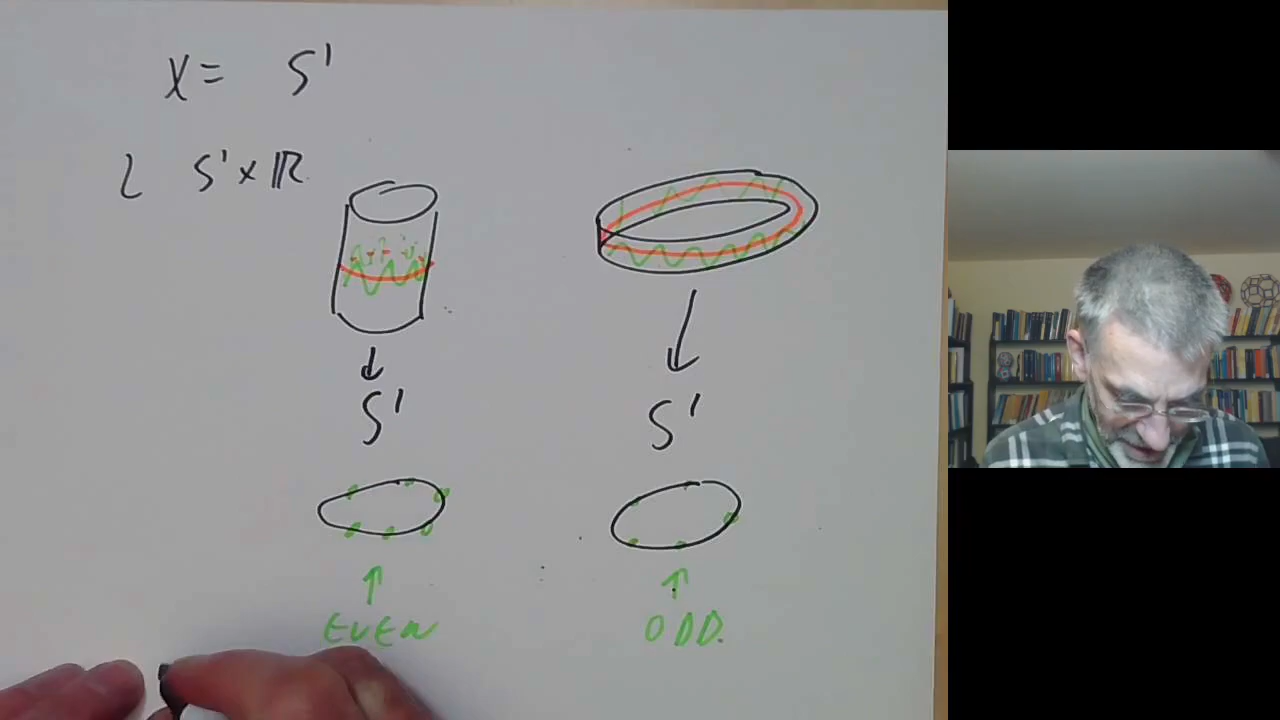 X = S¹
L S¹ × ℝ
S¹ S¹
EVEN ODD.